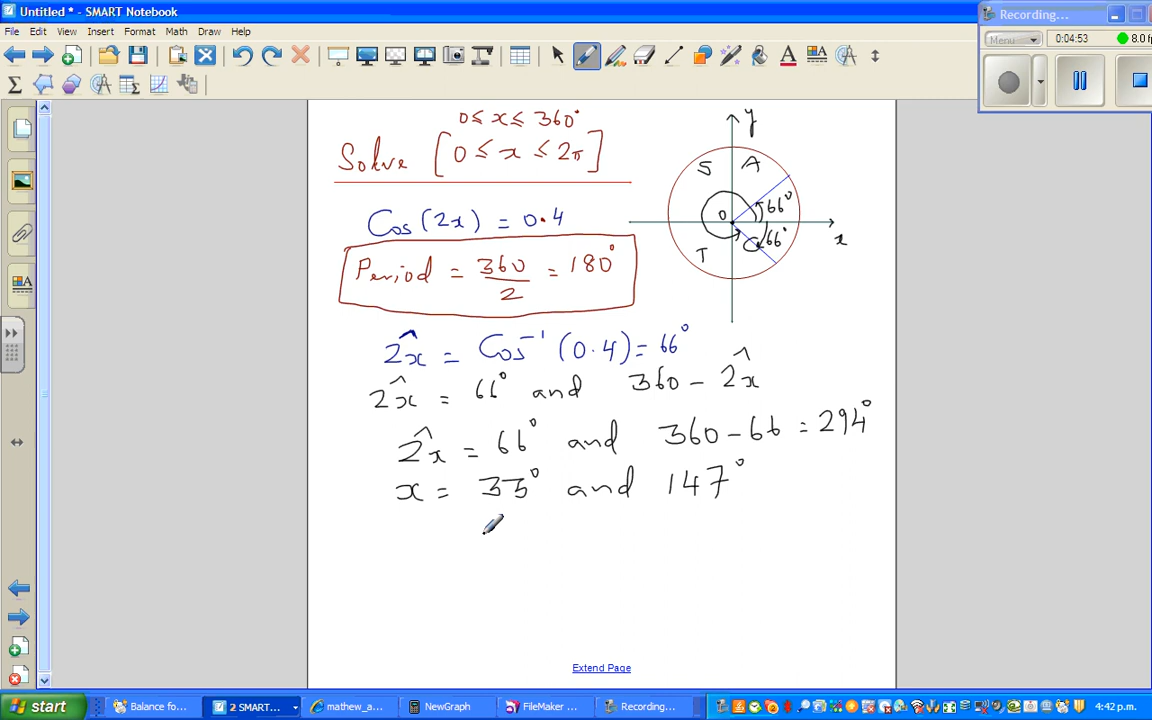 Untitled * - SMART Notebook
File Edit View Insert Format Math Draw Help
Recording...
Menu 0:04:53 8.0 f
0 ≤ x ≤ 360°
Solve [0 ≤ x ≤ 2π]
Cos(2x) = 0.4
Period = 360/2 = 180°
y
S A
0 66°
66°
T C
x
2x̂ = Cos⁻¹(0.4) = 66°
2x̂ = 66° and 360 - 2x̂
2x̂ = 66° and 360 - 66 = 294°
x = 33° and 147°
Extend Page
start Balance fo... 2 SMART... mathew_a... NewGraph FileMaker ... Recording... 4:42 p.m.